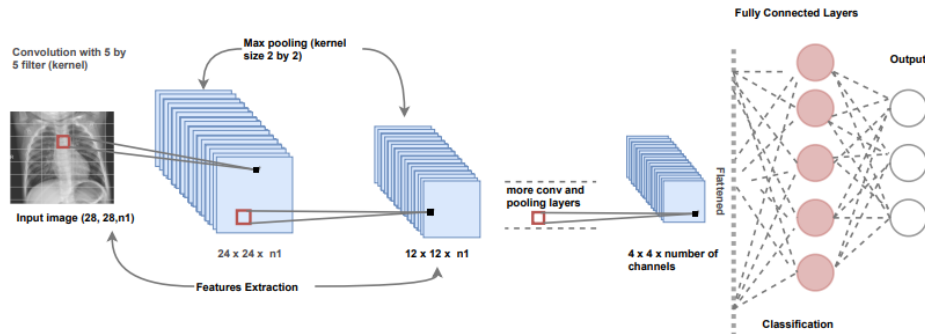 Fully Connected Layers
Convolution with 5 by
5 filter (kernel)
Max pooling (kernel
size 2 by 2)
Output
Input image (28, 28,n1)
24 x 24 x n1
12 x 12 x n1
more conv and
pooling layers
4 x 4 x number of
channels
Flattened
Features Extraction
Classification